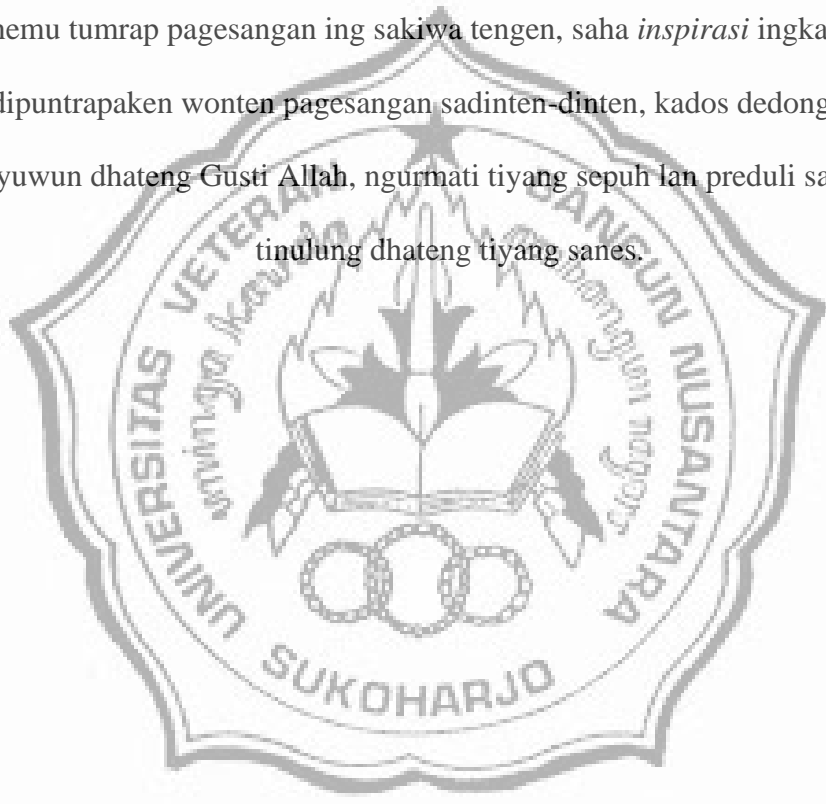 nemu tumrap pagesangan ing sakiwa tengen, saha inspirasi ingka
dipuntrapaken wonten pagesangan sadinten-dinten, kados dedong
yuwun dhateng Gusti Allah, ngurmati tiyang sepuh lan preduli sa
tinulung dhateng tiyang sanes.
UNIVERSITAS VETERAN BANGUN NUSANTARA
SUKOHARJO